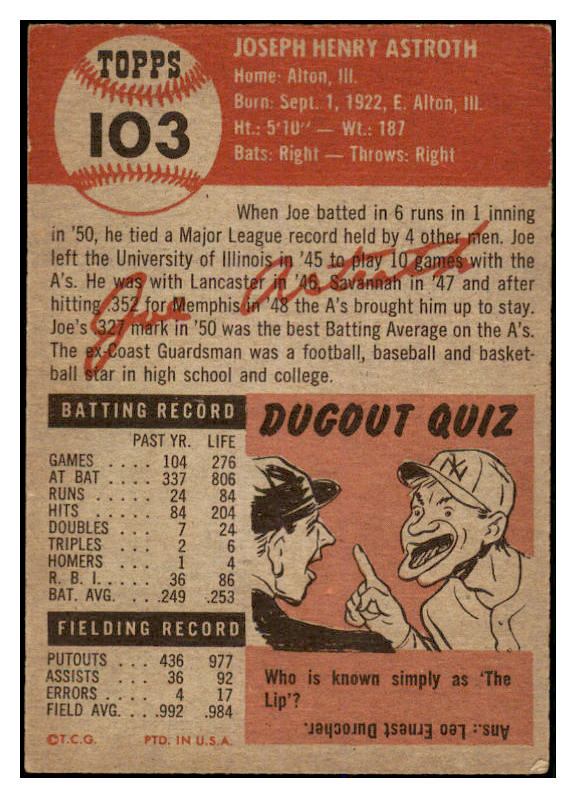 TOPPS
103
JOSEPH HENRY ASTROTH
Home: Alton, Ill.
Born: Sept. 1, 1922, E. Alton, Ill.
Ht.: 5'10" — Wt.: 187
Bats: Right — Throws: Right
When Joe batted in 6 runs in 1 inning
in '50, he tied a Major League record held by 4 other men. Joe
left the University of Illinois in '45 to play 10 games with the
A's. He was with Lancaster in '46, Savannah in '47 and after
hitting .352 for Memphis in '48 the A's brought him up to stay.
Joe's .327 mark in '50 was the best Batting Average on the A's.
The ex-Coast Guardsman was a football, baseball and basket-
ball star in high school and college.
Joe Astroth
BATTING RECORD
PAST YR. LIFE
GAMES .... 104 276
AT BAT .... 337 806
RUNS .... 24 84
HITS .... 84 204
DOUBLES ... 7 24
TRIPLES ... 2 6
HOMERS ... 1 4
R. B. I. .... 36 86
BAT. AVG. ... .249 .253
FIELDING RECORD
PUTOUTS ... 436 977
ASSISTS ... 36 92
ERRORS .... 4 17
FIELD AVG. .. .992 .984
©T.C.G. PTD. IN U.S.A.
DUGOUT QUIZ
NY
Who is known simply as 'The
Lip'?
Ans.: Leo Ernest Durocher.